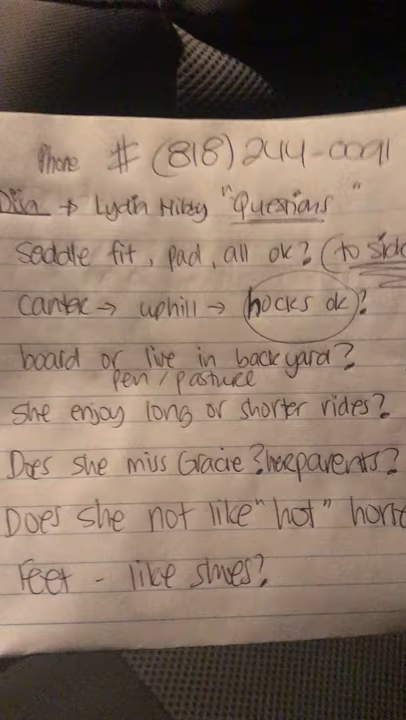 Phone # (818) 244-0091
→ Lydia Hiby "Questions"
saddle fit, pad, all ok? (to side
canter → uphill → hocks ok?
board or live in backyard?
pen / pasture
she enjoy long or shorter rides?
Does she miss Gracie? her parents?
Does she not like "hot" horse
Feet - like shoes?